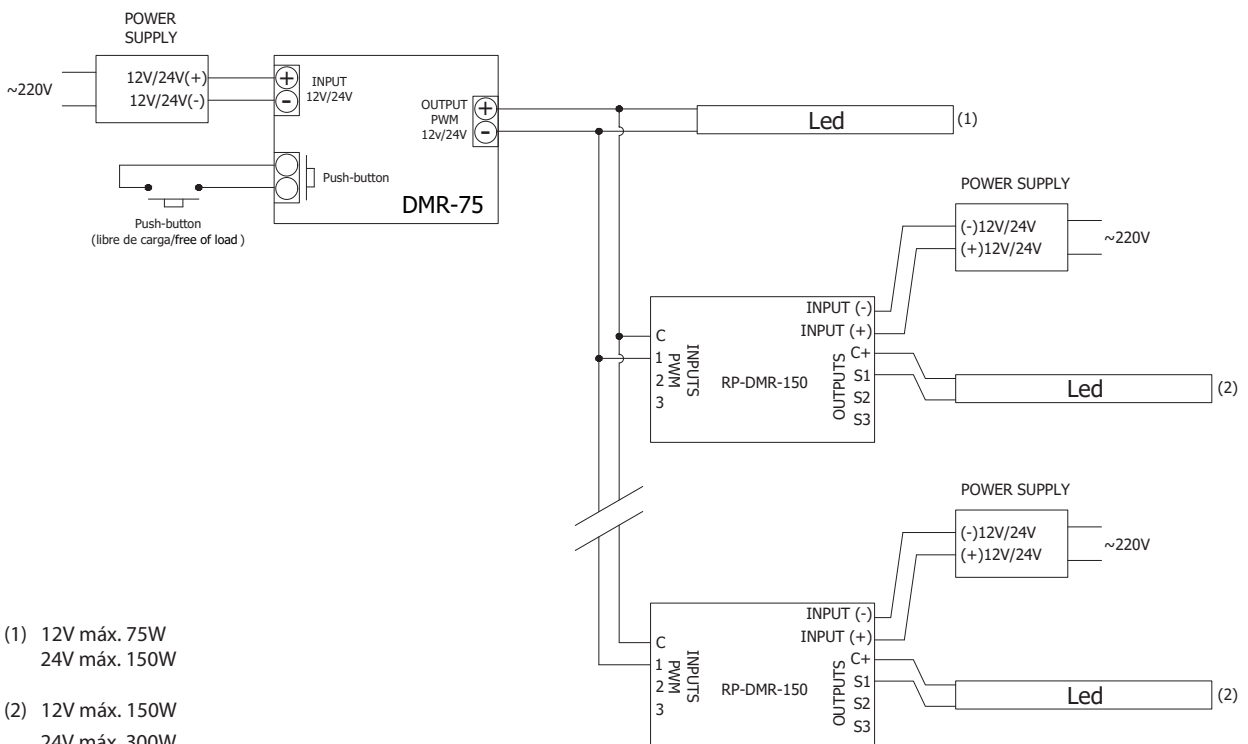 POWER
SUPPLY
~220V
12V/24V(+)
12V/24V(-)
INPUT
12V/24V
OUTPUT
PWM
12v/24V
Push-button
DMR-75
Push-button
(libre de carga/free of load )
Led
(1)
POWER SUPPLY
(-)12V/24V
(+)12V/24V
~220V
INPUT (-)
INPUT (+)
C
1
2
3
INPUTS
PWM
RP-DMR-150
OUTPUTS
C+
S1
S2
S3
Led
(2)
POWER SUPPLY
(-)12V/24V
(+)12V/24V
~220V
INPUT (-)
INPUT (+)
C
1
2
3
INPUTS
PWM
RP-DMR-150
OUTPUTS
C+
S1
S2
S3
Led
(2)
(1) 12V máx. 75W
24V máx. 150W
(2) 12V máx. 150W
24V máx. 300W